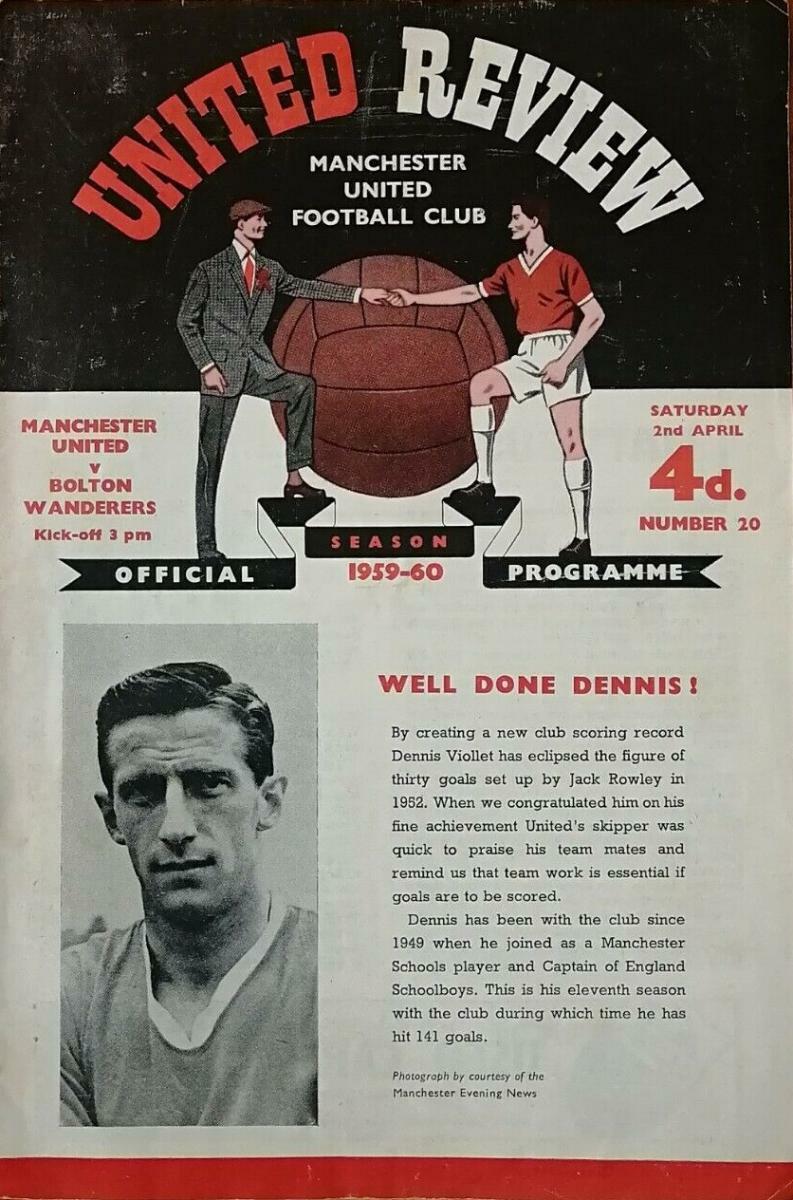 UNITED REVIEW
MANCHESTER
UNITED
FOOTBALL CLUB
MANCHESTER
UNITED
v
BOLTON
WANDERERS
Kick-off 3 pm
SATURDAY
2nd APRIL
4d.
NUMBER 20
SEASON
OFFICIAL
1959-60
PROGRAMME
WELL DONE DENNIS!
By creating a new club scoring record
Dennis Viollet has eclipsed the figure of
thirty goals set up by Jack Rowley in
1952. When we congratulated him on his
fine achievement United's skipper was
quick to praise his team mates and
remind us that team work is essential if
goals are to be scored.
Dennis has been with the club since
1949 when he joined as a Manchester
Schools player and Captain of England
Schoolboys. This is his eleventh season
with the club during which time he has
hit 141 goals.
Photograph by courtesy of the
Manchester Evening News